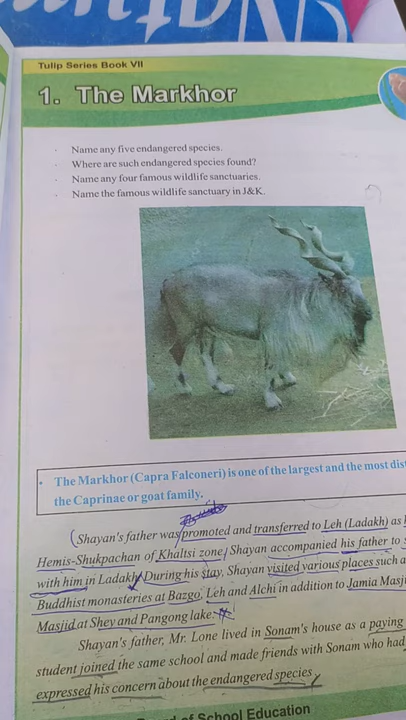 Tulip Series Book VII
1. The Markhor
· Name any five endangered species.
· Where are such endangered species found?
· Name any four famous wildlife sanctuaries.
· Name the famous wildlife sanctuary in J&K.
· The Markhor (Capra Falconeri) is one of the largest and the most dis
the Caprinae or goat family.
(Shayan's father was promoted and transferred to Leh (Ladakh) as
Hemis-Shukpachan of Khaltsi zone. Shayan accompanied his father to
with him in Ladakh. During his stay, Shayan visited various places such a
Buddhist monasteries at Bazgo, Leh and Alchi in addition to Jamia Masj
Masjid at Shey and Pangong lake.
Shayan's father, Mr. Lone lived in Sonam's house as a paying
student joined the same school and made friends with Sonam who had
expressed his concern about the endangered species
of School Education